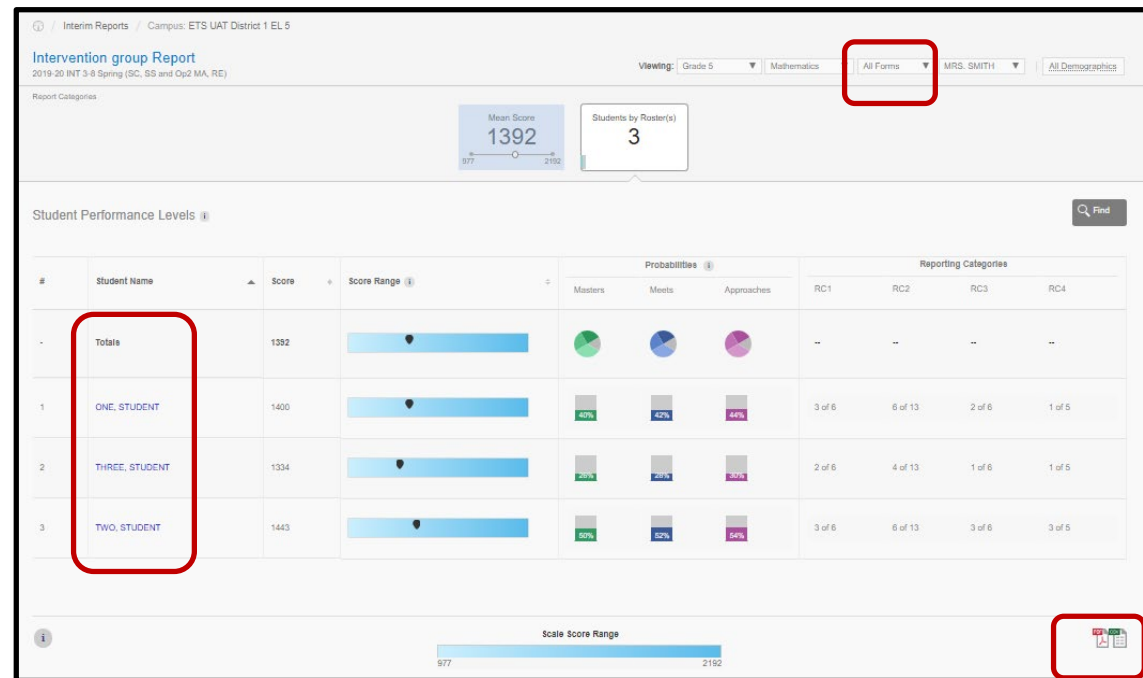 / Interim Reports / Campus: ETS UAT District 1 EL 5
Intervention group Report
2019-20 INT 3-8 Spring (SC, SS and Op2 MA, RE)
Viewing: Grade 5 ▼ Mathematics ▼ All Forms ▼ MRS. SMITH ▼ All Demographics
Report Categories
Mean Score
1392
977 2192
Students by Roster(s)
3
Student Performance Levels i
Find
Probabilities i Reporting Categories
# Student Name Score Score Range i Masters Meets Approaches RC1 RC2 RC3 RC4
- Totals 1392 -- -- -- --
1 ONE, STUDENT 1400 40% 42% 44% 3 of 6 6 of 13 2 of 6 1 of 5
2 THREE, STUDENT 1334 2 of 6 4 of 13 1 of 6 1 of 5
3 TWO, STUDENT 1443 50% 52% 54% 3 of 6 6 of 13 3 of 6 3 of 5
i
Scale Score Range
977 2192
PDF CSV